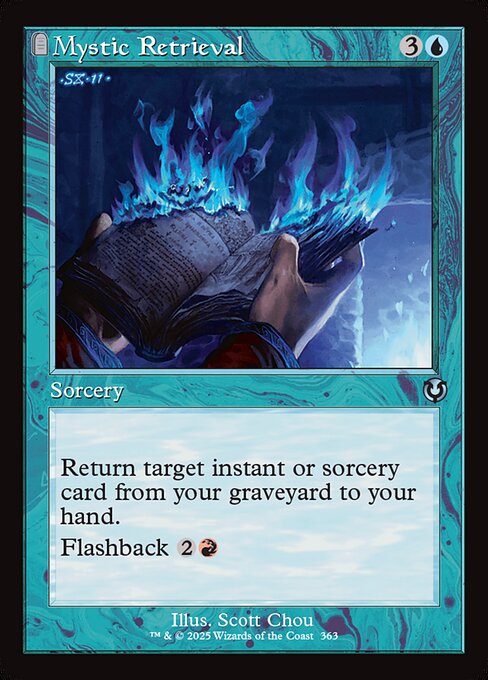 Mystic Retrieval 3
·SZ·11·
Sorcery
Return target instant or sorcery
card from your graveyard to your
hand.
Flashback 2
Illus. Scott Chou
™ & © 2025 Wizards of the Coast 363